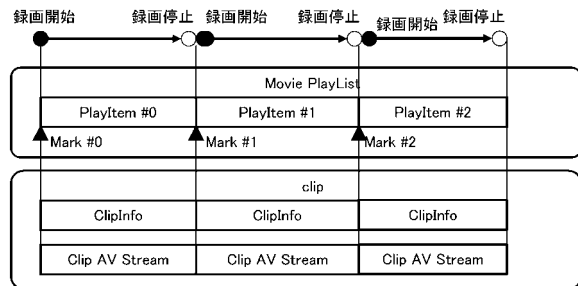 録画開始 録画停止 録画開始 録画停止 録画開始 録画停止
Movie PlayList
PlayItem #0 PlayItem #1 PlayItem #2
Mark #0 Mark #1 Mark #2
clip
ClipInfo ClipInfo ClipInfo
Clip AV Stream Clip AV Stream Clip AV Stream